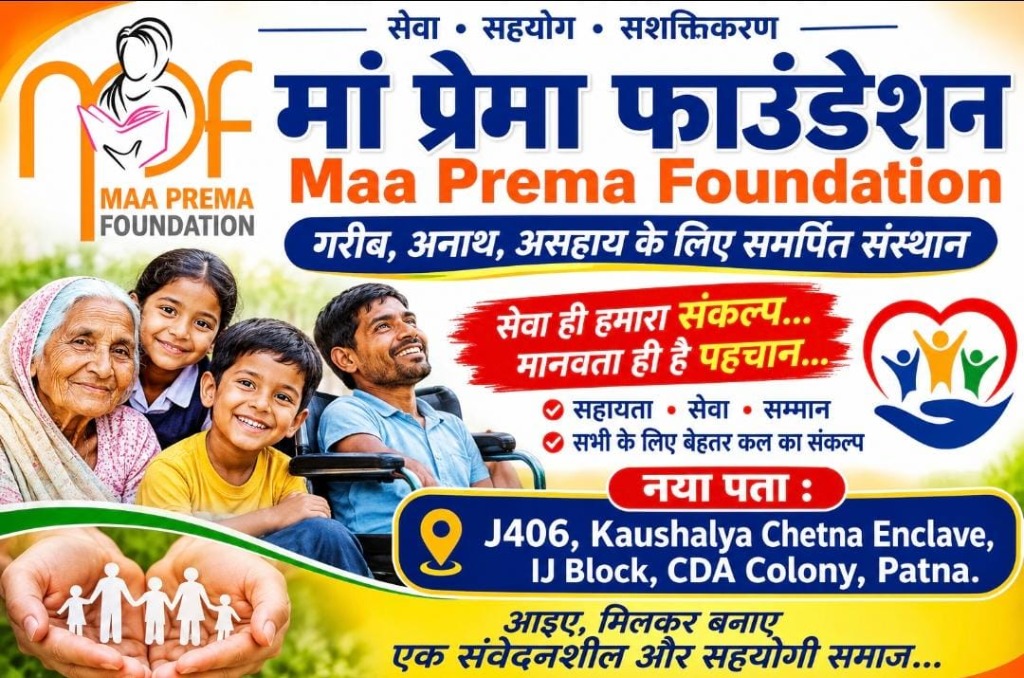 सेवा • सहयोग • सशक्तिकरण
mpf
MAA PREMA
FOUNDATION
मां प्रेमा फाउंडेशन
Maa Prema Foundation
गरीब, अनाथ, असहाय के लिए समर्पित संस्थान
सेवा ही हमारा संकल्प...
मानवता ही है पहचान...
सहायता • सेवा • सम्मान
सभी के लिए बेहतर कल का संकल्प
नया पता :
J406, Kaushalya Chetna Enclave,
IJ Block, CDA Colony, Patna.
आइए, मिलकर बनाए
एक संवेदनशील और सहयोगी समाज...